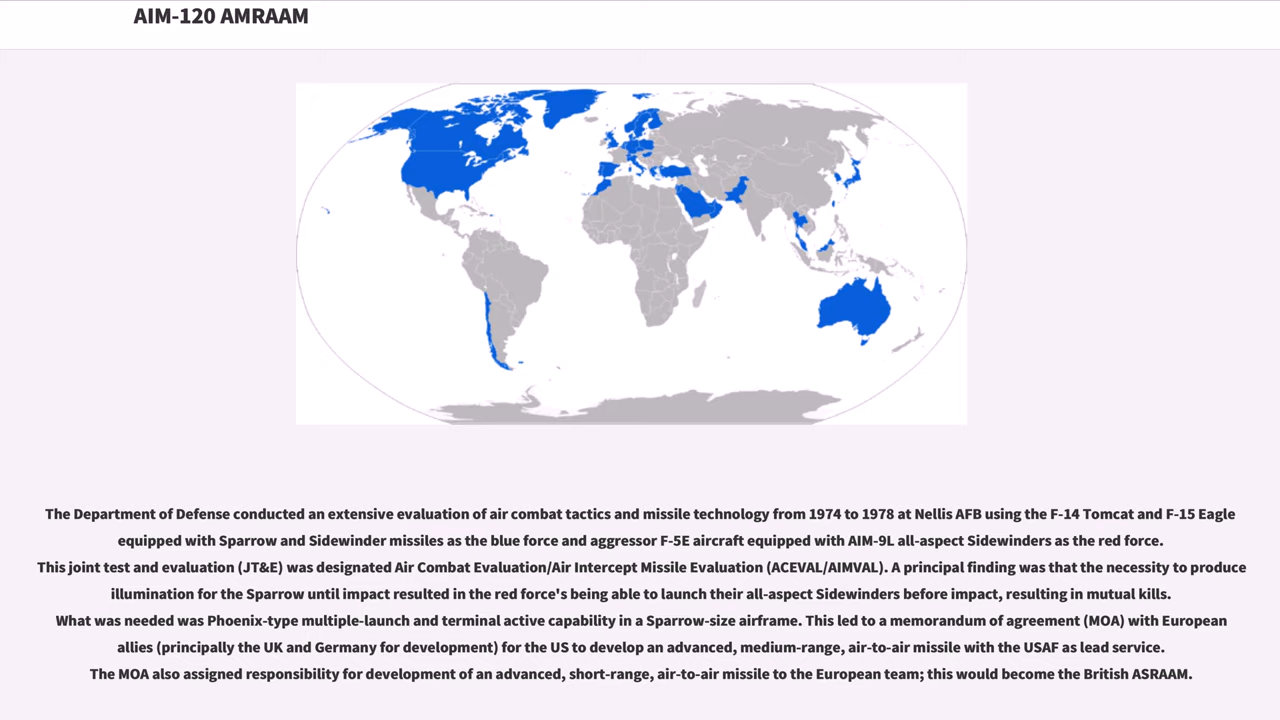 AIM-120 AMRAAM
The Department of Defense conducted an extensive evaluation of air combat tactics and missile technology from 1974 to 1978 at Nellis AFB using the F-14 Tomcat and F-15 Eagle
equipped with Sparrow and Sidewinder missiles as the blue force and aggressor F-5E aircraft equipped with AIM-9L all-aspect Sidewinders as the red force.
This joint test and evaluation (JT&E) was designated Air Combat Evaluation/Air Intercept Missile Evaluation (ACEVAL/AIMVAL). A principal finding was that the necessity to produce
illumination for the Sparrow until impact resulted in the red force's being able to launch their all-aspect Sidewinders before impact, resulting in mutual kills.
What was needed was Phoenix-type multiple-launch and terminal active capability in a Sparrow-size airframe. This led to a memorandum of agreement (MOA) with European
allies (principally the UK and Germany for development) for the US to develop an advanced, medium-range, air-to-air missile with the USAF as lead service.
The MOA also assigned responsibility for development of an advanced, short-range, air-to-air missile to the European team; this would become the British ASRAAM.